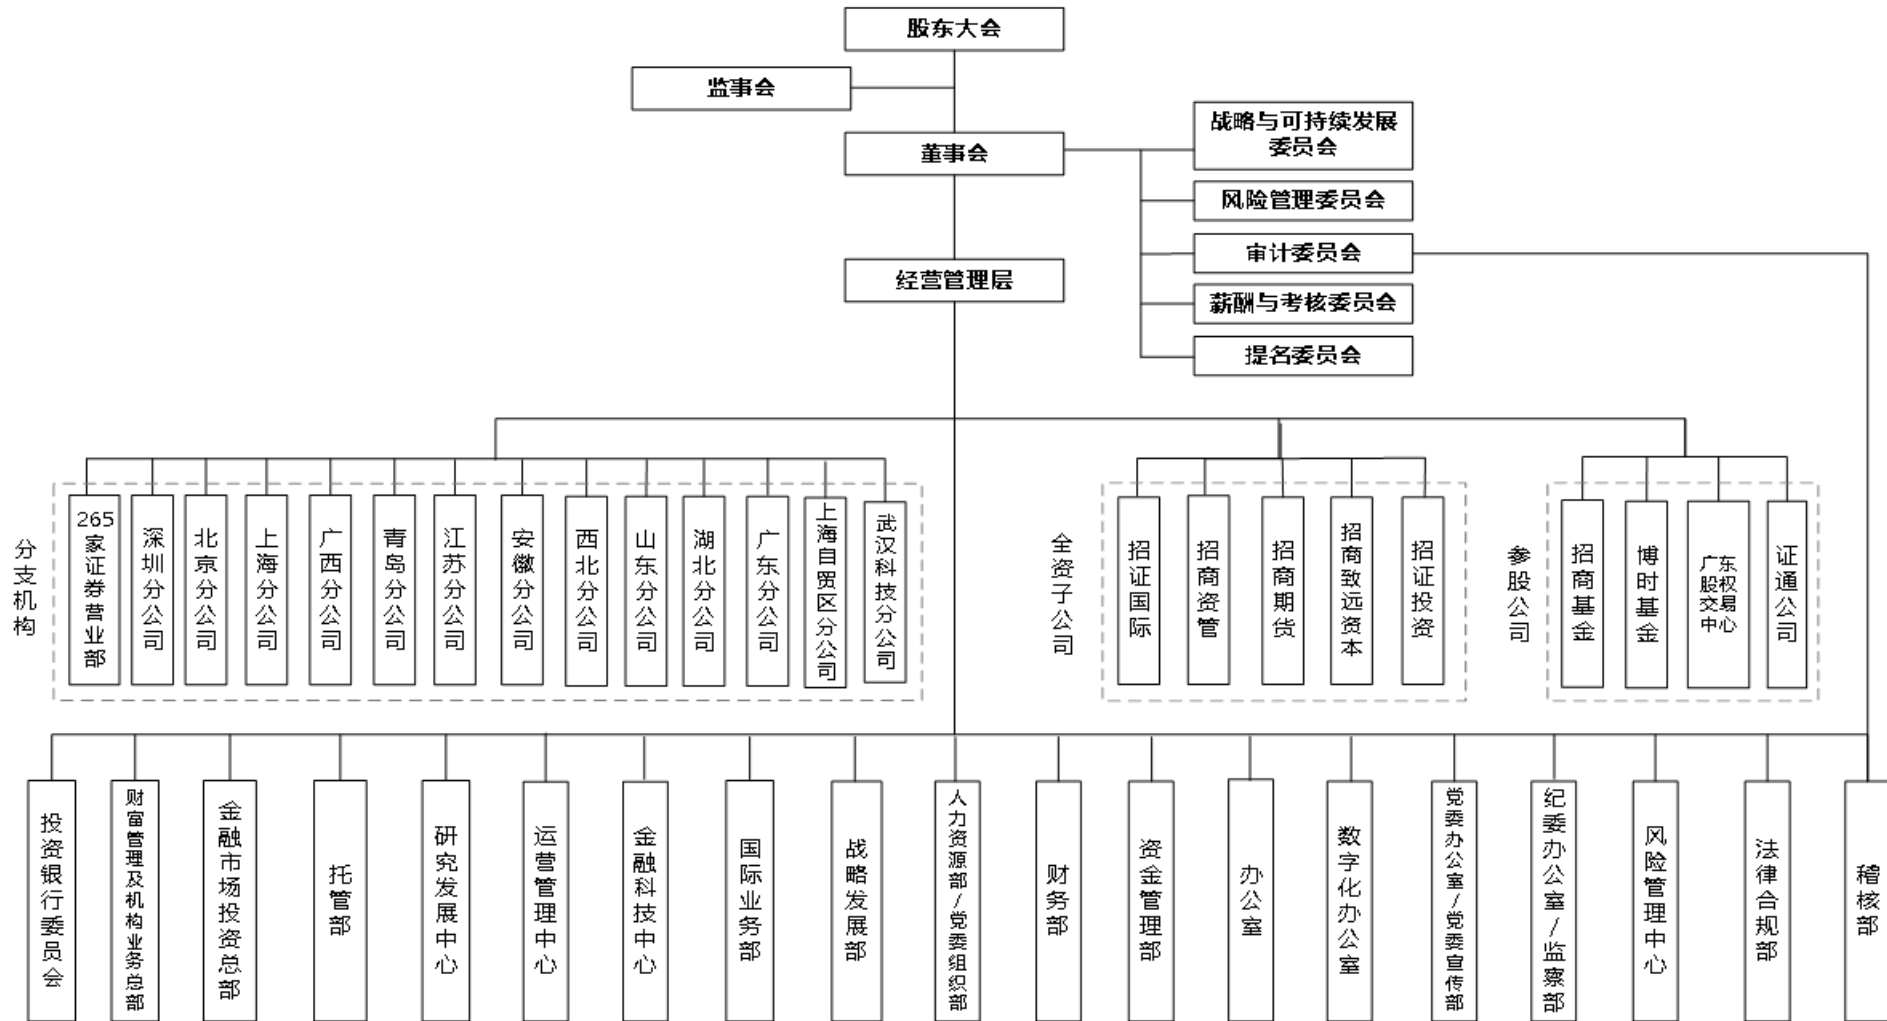 股东大会
监事会
董事会
战略与可持续发展
委员会
风险管理委员会
审计委员会
经营管理层
薪酬与考核委员会
提名委员会
分支机构
265
家证券营业部
深圳分公司
北京分公司
上海分公司
广西分公司
青岛分公司
江苏分公司
安徽分公司
西北分公司
山东分公司
湖北分公司
广东分公司
上海自贸区分公司
武汉科技分公司
全资子公司
招证国际
招商资管
招商期货
招商致远资本
招证投资
参股公司
招商基金
博时基金
广东
股权
交易
中心
证通公司
投资银行委员会
财富管理及机构业务总部
金融市场投资总部
托管部
研究发展中心
运营管理中心
金融科技中心
国际业务部
战略发展部
人力资源部/党委组织部
财务部
资金管理部
办公室
数字化办公室
党委办公室/党委宣传部
纪委办公室/监察部
风险管理中心
法律合规部
稽核部